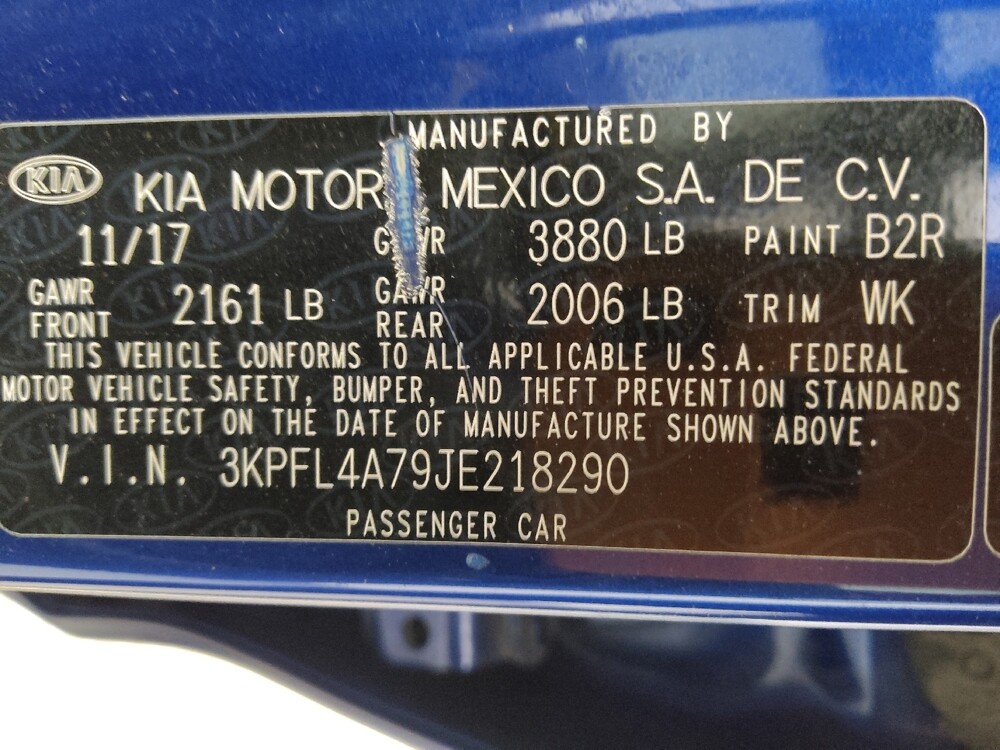 MANUFACTURED BY
KIA KIA MOTOR MEXICO S.A. DE C.V.
11/17 3880 LB PAINT B2R
GAWR FRONT 2161 LB GAWR REAR 2006 LB TRIM WK
THIS VEHICLE CONFORMS TO ALL APPLICABLE U.S.A. FEDERAL
MOTOR VEHICLE SAFETY, BUMPER, AND THEFT PREVENTION STANDARDS
IN EFFECT ON THE DATE OF MANUFACTURE SHOWN ABOVE.
V.I.N. 3KPFL4A79JE218290
PASSENGER CAR